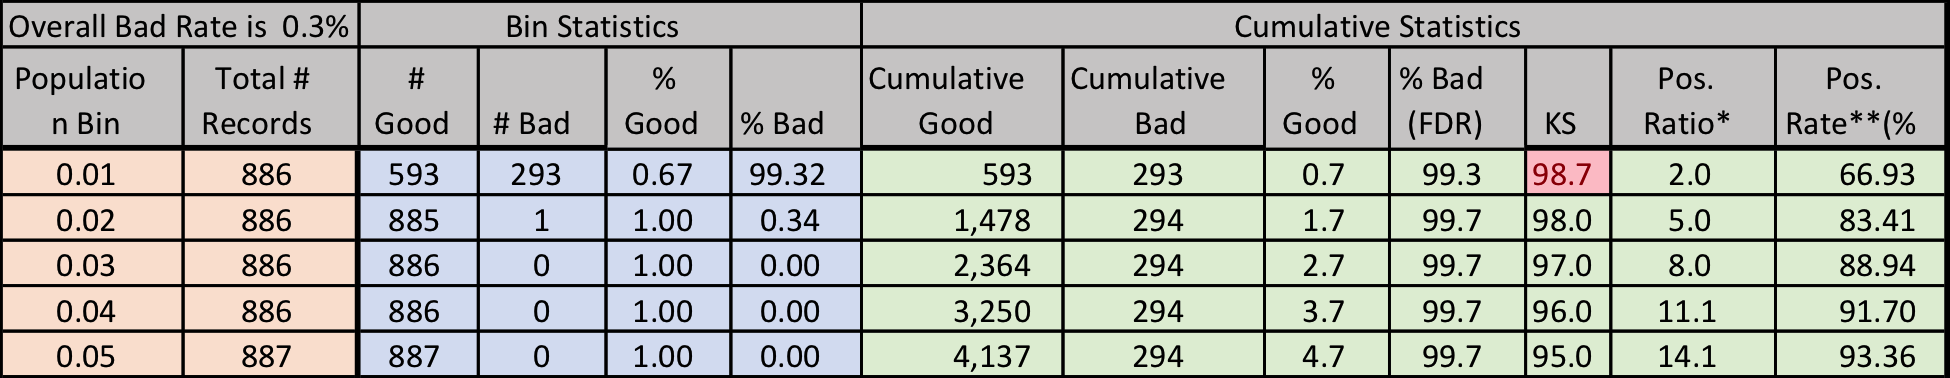 Overall Bad Rate is 0.3% Bin Statistics Cumulative Statistics
Populatio Total # # % Cumulative Cumulative % % Bad Pos. Pos.
n Bin Records Good # Bad Good % Bad Good Bad Good (FDR) KS Ratio* Rate**(%
0.01 886 593 293 0.67 99.32 593 293 0.7 99.3 98.7 2.0 66.93
0.02 886 885 1 1.00 0.34 1,478 294 1.7 99.7 98.0 5.0 83.41
0.03 886 886 0 1.00 0.00 2,364 294 2.7 99.7 97.0 8.0 88.94
0.04 886 886 0 1.00 0.00 3,250 294 3.7 99.7 96.0 11.1 91.70
0.05 887 887 0 1.00 0.00 4,137 294 4.7 99.7 95.0 14.1 93.36